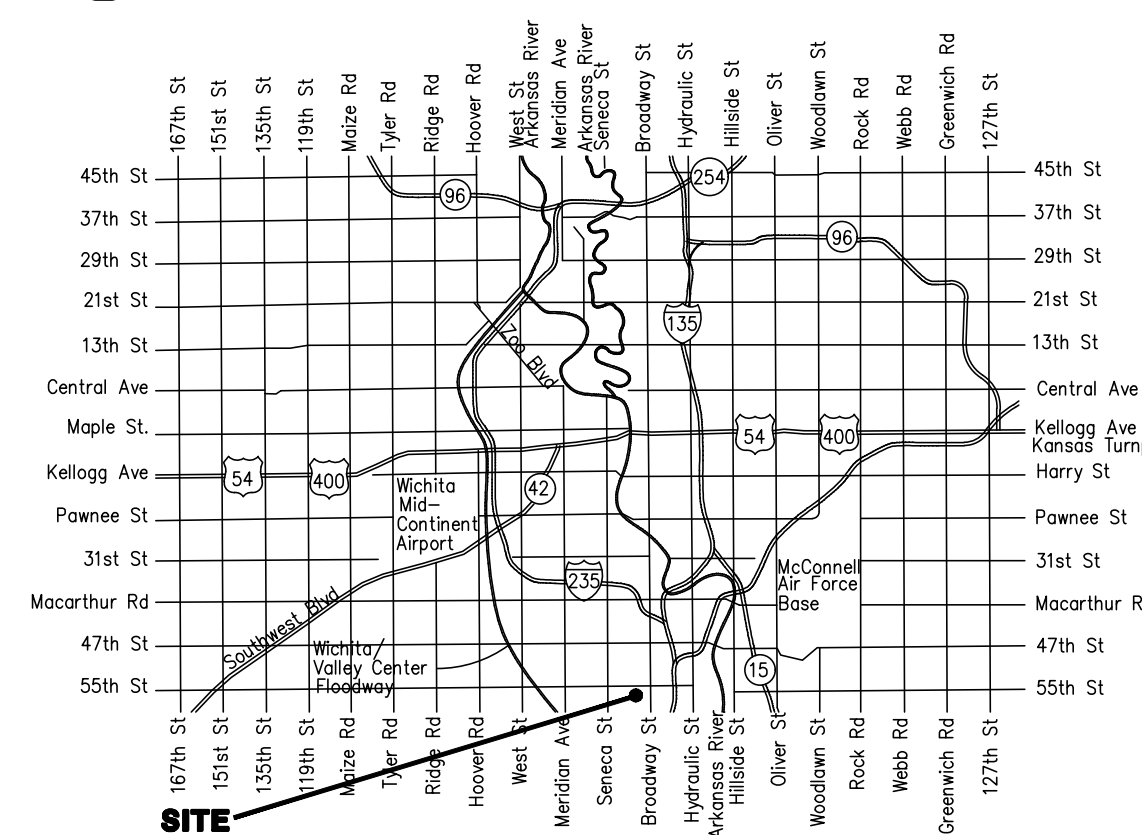 167th St
151st St
135th St
119th St
Maize Rd
Tyler Rd
Ridge Rd
Hoover Rd
West St
Arkansas River
Meridian Ave
Arkansas River
Seneca St
Broadway St
Hydraulic St
Hillside St
Oliver St
Woodlawn St
Rock Rd
Webb Rd
Greenwich Rd
127th St
45th St
96
254
45th St
37th St
37th St
96
29th St
29th St
21st St
21st St
135
13th St
Zoo Blvd
13th St
Central Ave
Central Ave
Maple St.
54
400
Kellogg Ave
Kansas Turn
Kellogg Ave
54
400
Harry St
42
Wichita
Mid-
Continent
Airport
Pawnee St
Pawnee St
31st St
31st St
235
McConnell
Air Force
Base
Macarthur Rd
Macarthur R
Southwest Blvd
47th St
47th St
Wichita/
Valley Center
Floodway
15
55th St
55th St
167th St
151st St
135th St
119th St
Maize Rd
Tyler Rd
Ridge Rd
Hoover Rd
West St
Meridian Ave
Seneca St
Broadway St
Hydraulic St
Arkansas River
Hillside St
Oliver St
Woodlawn St
Rock Rd
Webb Rd
Greenwich Rd
127th St
SITE